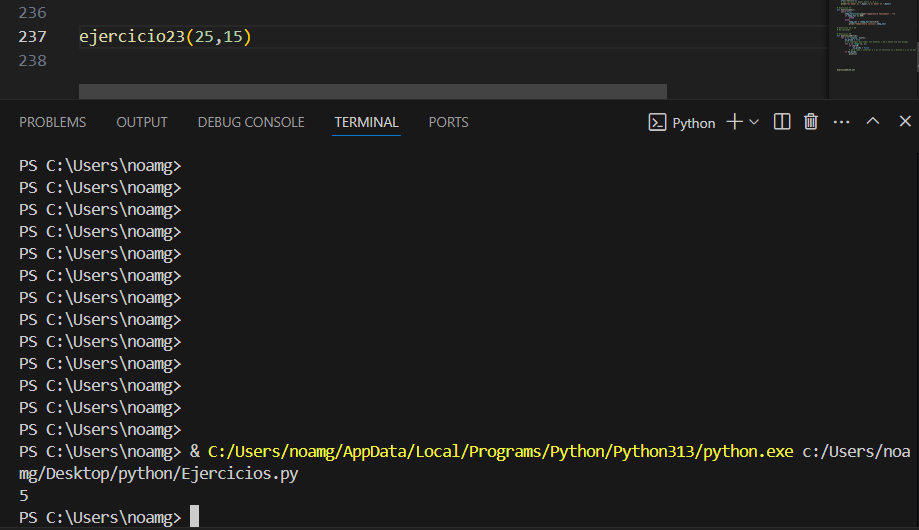 236
237 ejercicio23(25,15)
238
PROBLEMS OUTPUT DEBUG CONSOLE TERMINAL PORTS Python
PS C:\Users\noamg>
PS C:\Users\noamg>
PS C:\Users\noamg>
PS C:\Users\noamg>
PS C:\Users\noamg>
PS C:\Users\noamg>
PS C:\Users\noamg>
PS C:\Users\noamg>
PS C:\Users\noamg>
PS C:\Users\noamg>
PS C:\Users\noamg>
PS C:\Users\noamg>
PS C:\Users\noamg>
PS C:\Users\noamg> & C:/Users/noamg/AppData/Local/Programs/Python/Python313/python.exe c:/Users/noa
mg/Desktop/python/Ejercicios.py
5
PS C:\Users\noamg>